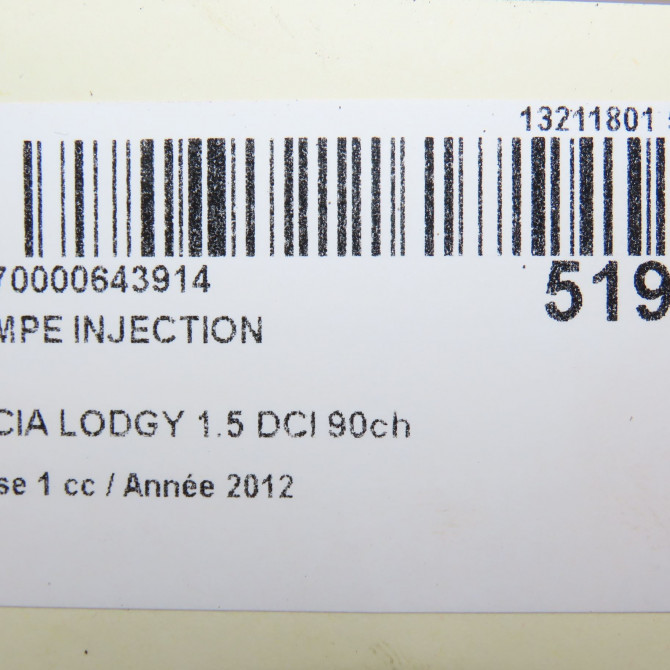 13211801
70000643914
519
MPE INJECTION
CIA LODGY 1.5 DCI 90ch
se 1 cc / Année 2012